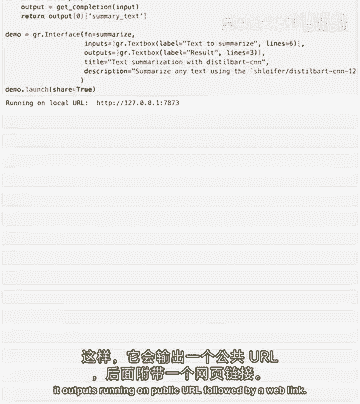 output = get_completion(input)
return output[0]['summary_text']
demo = gr.Interface(fn=summarize,
inputs=[gr.Textbox(label="Text to summarize", lines=6)],
outputs=[gr.Textbox(label="Result", lines=3)],
title="Text summarization with distilbart-cnn",
description="Summarize any text using the `shleifer/distilbart-cnn-12
)
demo.launch(share=True)
Running on local URL: http://127.0.0.1:7873
这样，它会输出一个公共 URL
，后面附带一个网页链接。
it outputs running on public URL followed by a web link.